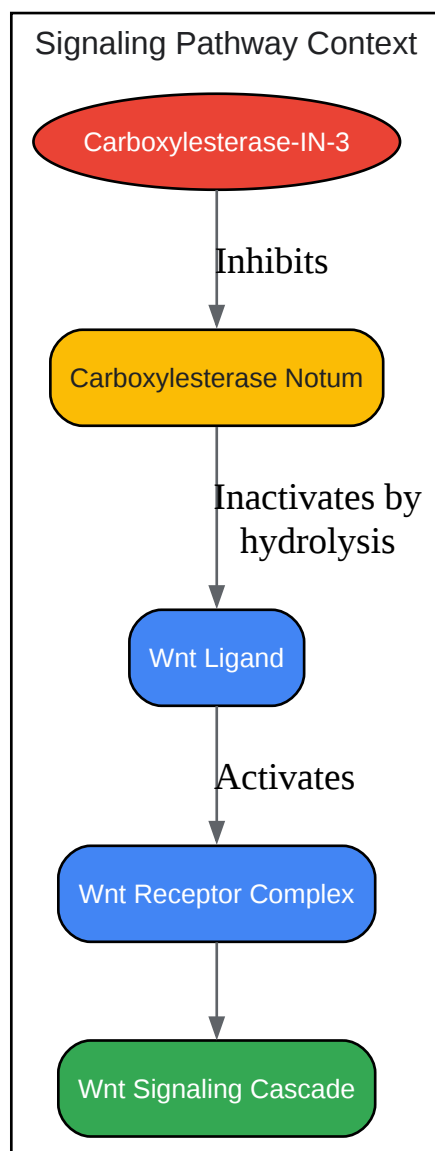 Signaling Pathway Context
Carboxylesterase-IN-3
Inhibits
Carboxylesterase Notum
Inactivates by
hydrolysis
Wnt Ligand
Activates
Wnt Receptor Complex
Wnt Signaling Cascade